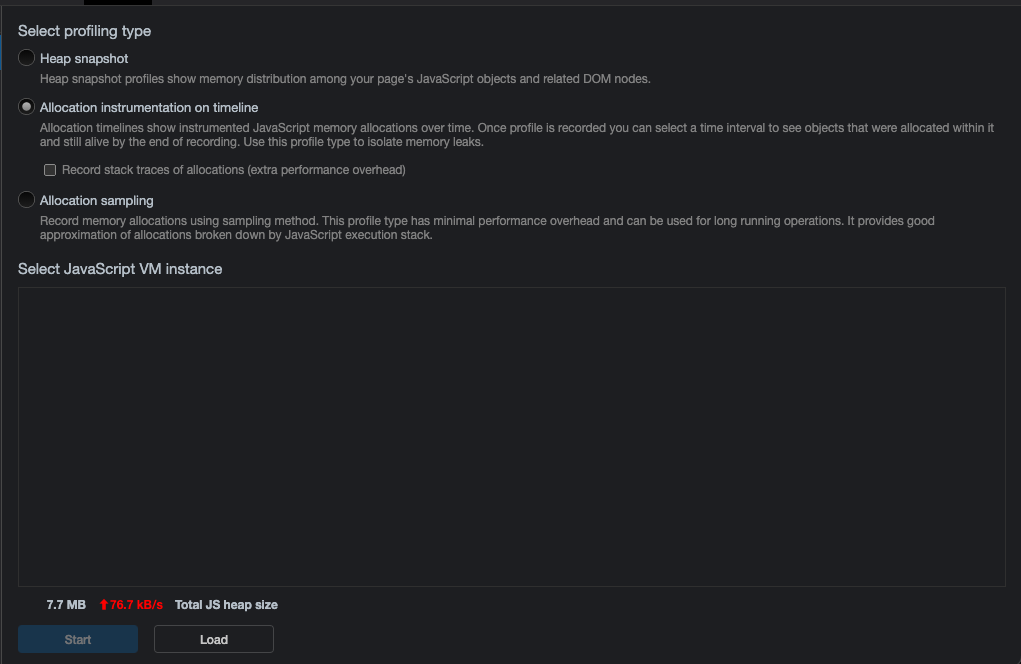 Select profiling type
Heap snapshot
Heap snapshot profiles show memory distribution among your page's JavaScript objects and related DOM nodes.
Allocation instrumentation on timeline
Allocation timelines show instrumented JavaScript memory allocations over time. Once profile is recorded you can select a time interval to see objects that were allocated within it
and still alive by the end of recording. Use this profile type to isolate memory leaks.
Record stack traces of allocations (extra performance overhead)
Allocation sampling
Record memory allocations using sampling method. This profile type has minimal performance overhead and can be used for long running operations. It provides good
approximation of allocations broken down by JavaScript execution stack.
Select JavaScript VM instance
7.7 MB ⬆76.7 kB/s Total JS heap size
Start Load